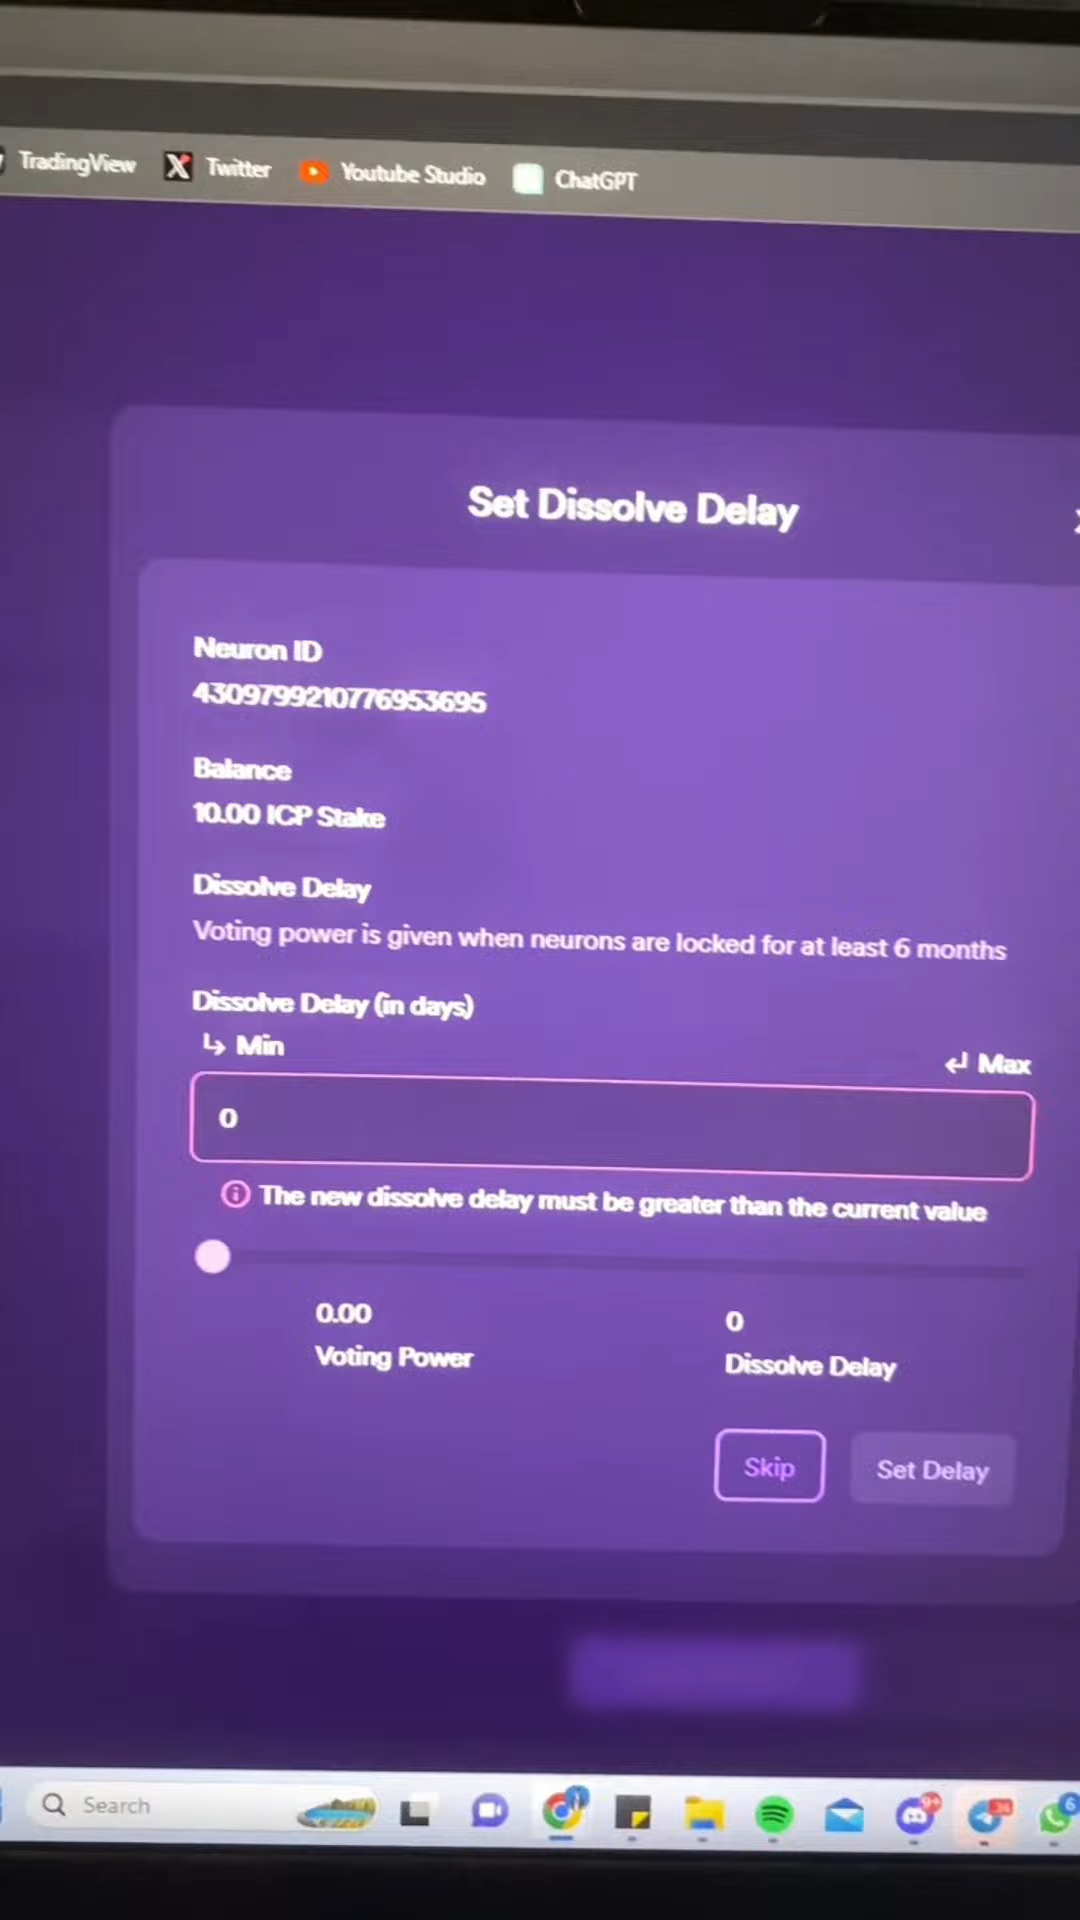 TradingView Twitter Youtube Studio ChatGPT
Set Dissolve Delay
Neuron ID
4309799210776953695
Balance
10.00 ICP Stake
Dissolve Delay
Voting power is given when neurons are locked for at least 6 months
Dissolve Delay (in days)
Min Max
0
The new dissolve delay must be greater than the current value
0.00 0
Voting Power Dissolve Delay
Skip Set Delay
Search 9+ 6